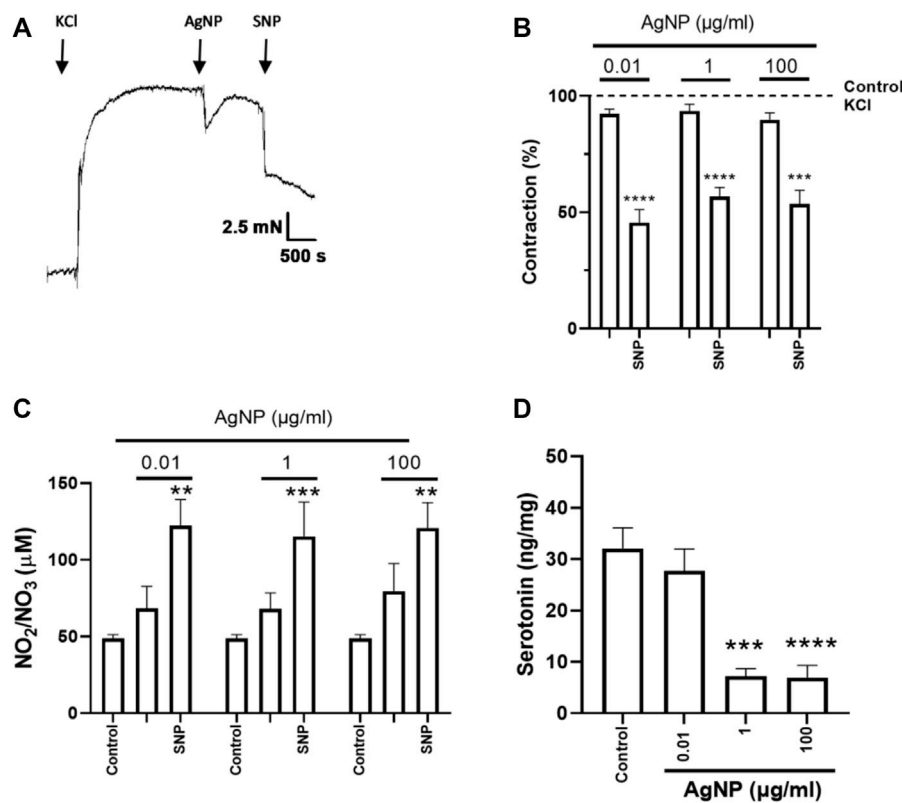 A
KCl AgNP SNP
2.5 mN
500 s
B
AgNP (µg/ml)
0.01 1 100
Control
KCl
Contraction (%)
100
50
0
**** **** ***
SNP SNP SNP
C
AgNP (µg/ml)
0.01 1 100
NO2/NO3 (µM)
150
100
50
0
** *** **
Control SNP Control SNP Control SNP
D
Serotonin (ng/mg)
50
40
30
20
10
0
*** ****
Control 0.01 1 100
AgNP (µg/ml)